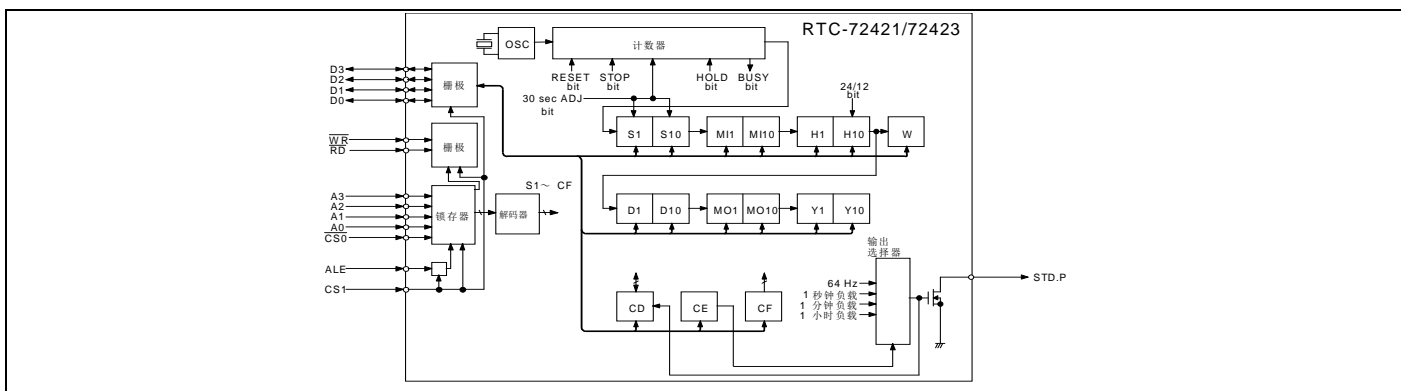 RTC-72421/72423
OSC
计数器
RESET bit
STOP bit
HOLD bit
BUSY bit
30 sec ADJ bit
24/12 bit
D3
D2
D1
D0
栅极
WR
RD
栅极
A3
A2
A1
A0
CS0
锁存器
ALE
CS1
S1~ CF
解码器
S1
S10
MI1
MI10
H1
H10
W
D1
D10
MO1
MO10
Y1
Y10
输出
选择器
64 Hz
1 秒钟负载
1 分钟负载
1 小时负载
CD
CE
CF
STD.P